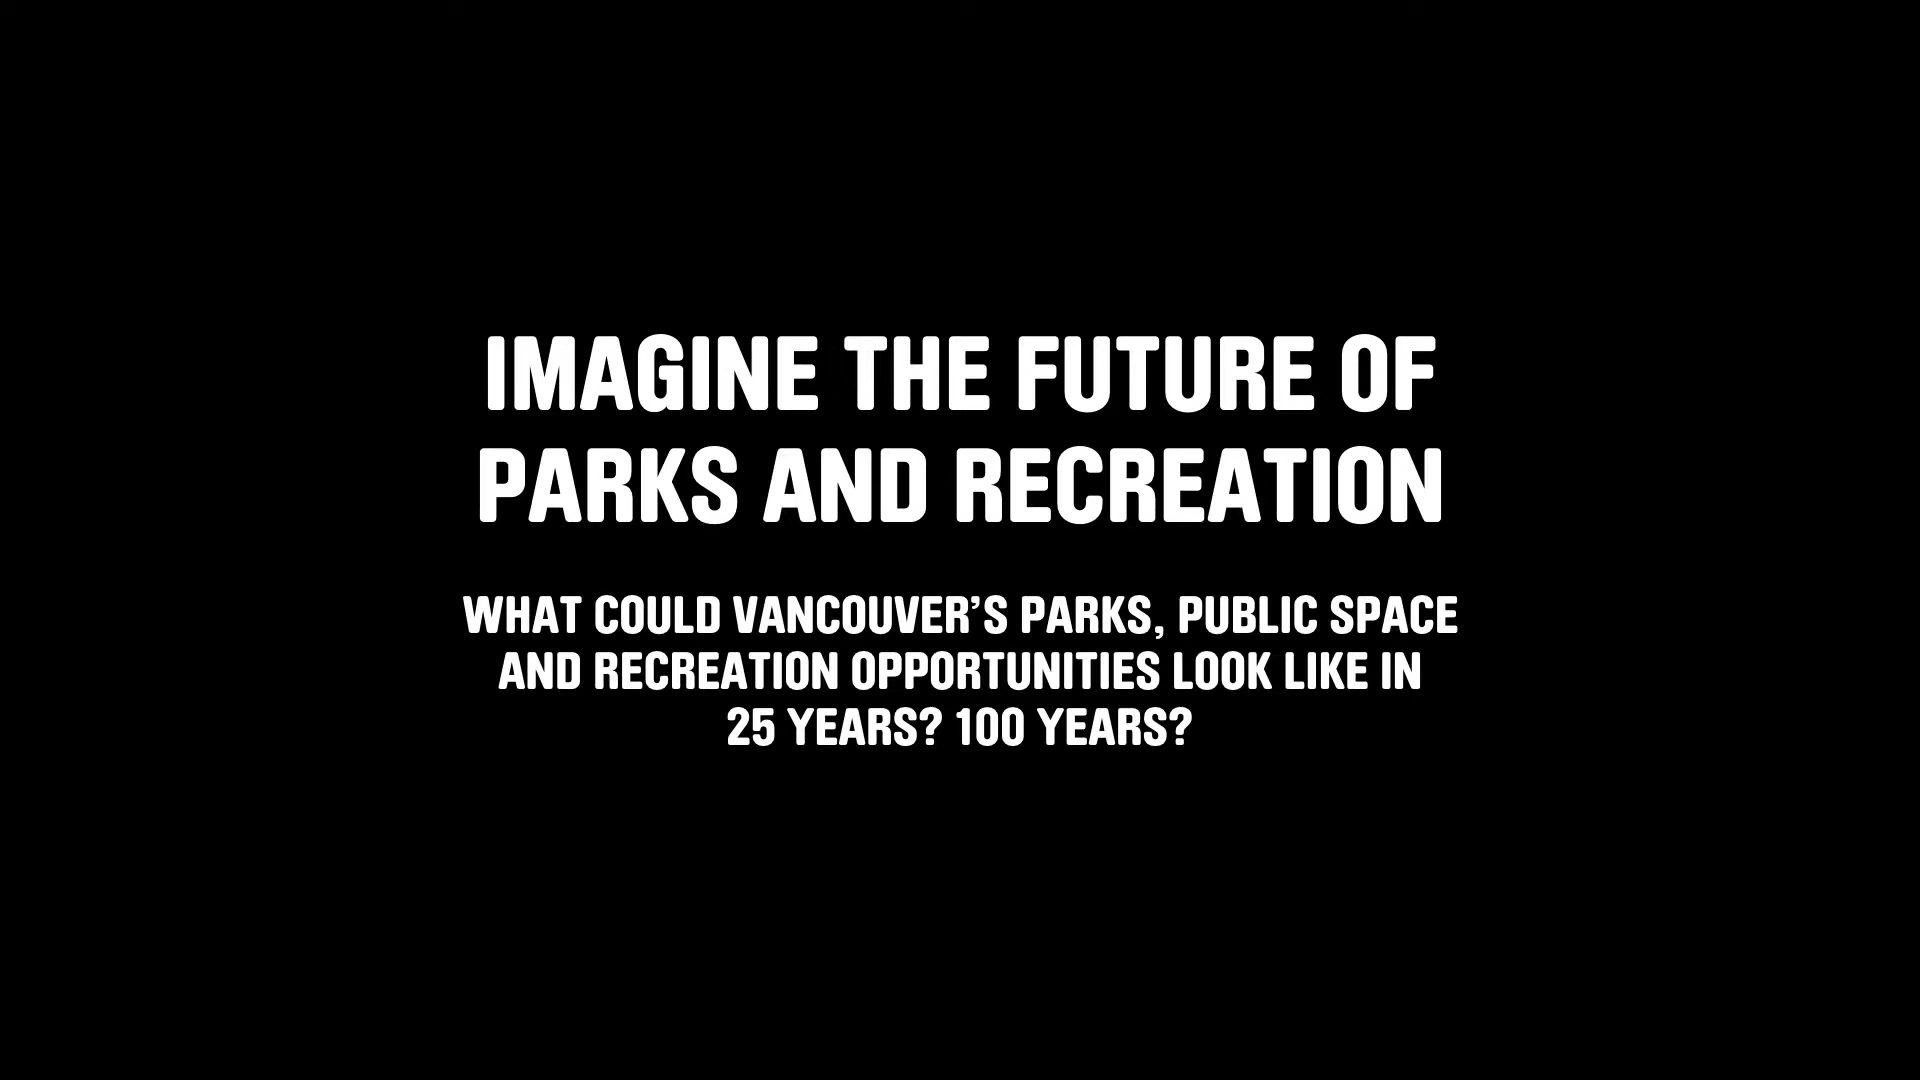 IMAGINE THE FUTURE OF
PARKS AND RECREATION
WHAT COULD VANCOUVER’S PARKS, PUBLIC SPACE
AND RECREATION OPPORTUNITIES LOOK LIKE IN
25 YEARS? 100 YEARS?